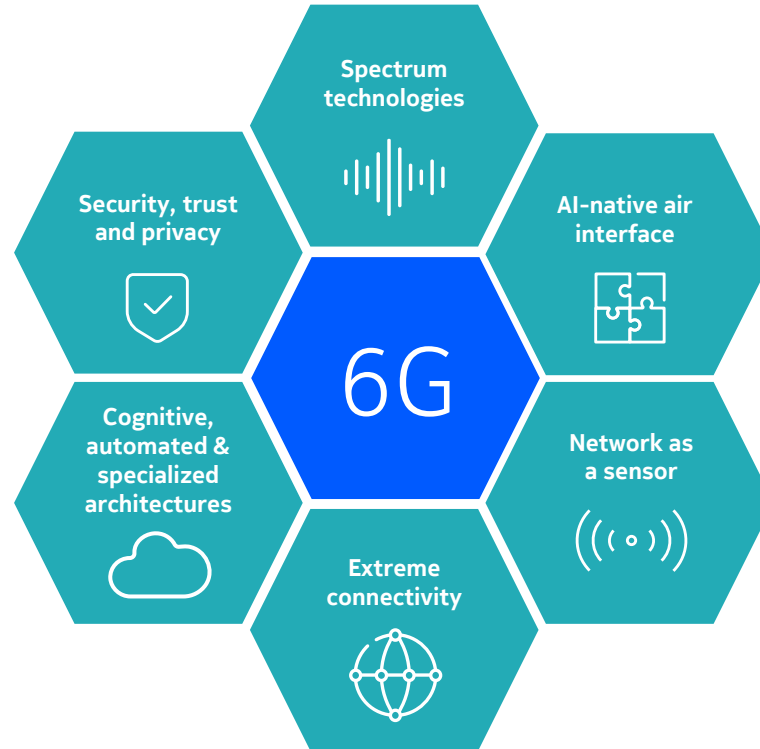 Spectrum
technologies
Security, trust
and privacy
AI-native air
interface
6G
Cognitive,
automated &
specialized
architectures
Network as
a sensor
Extreme
connectivity